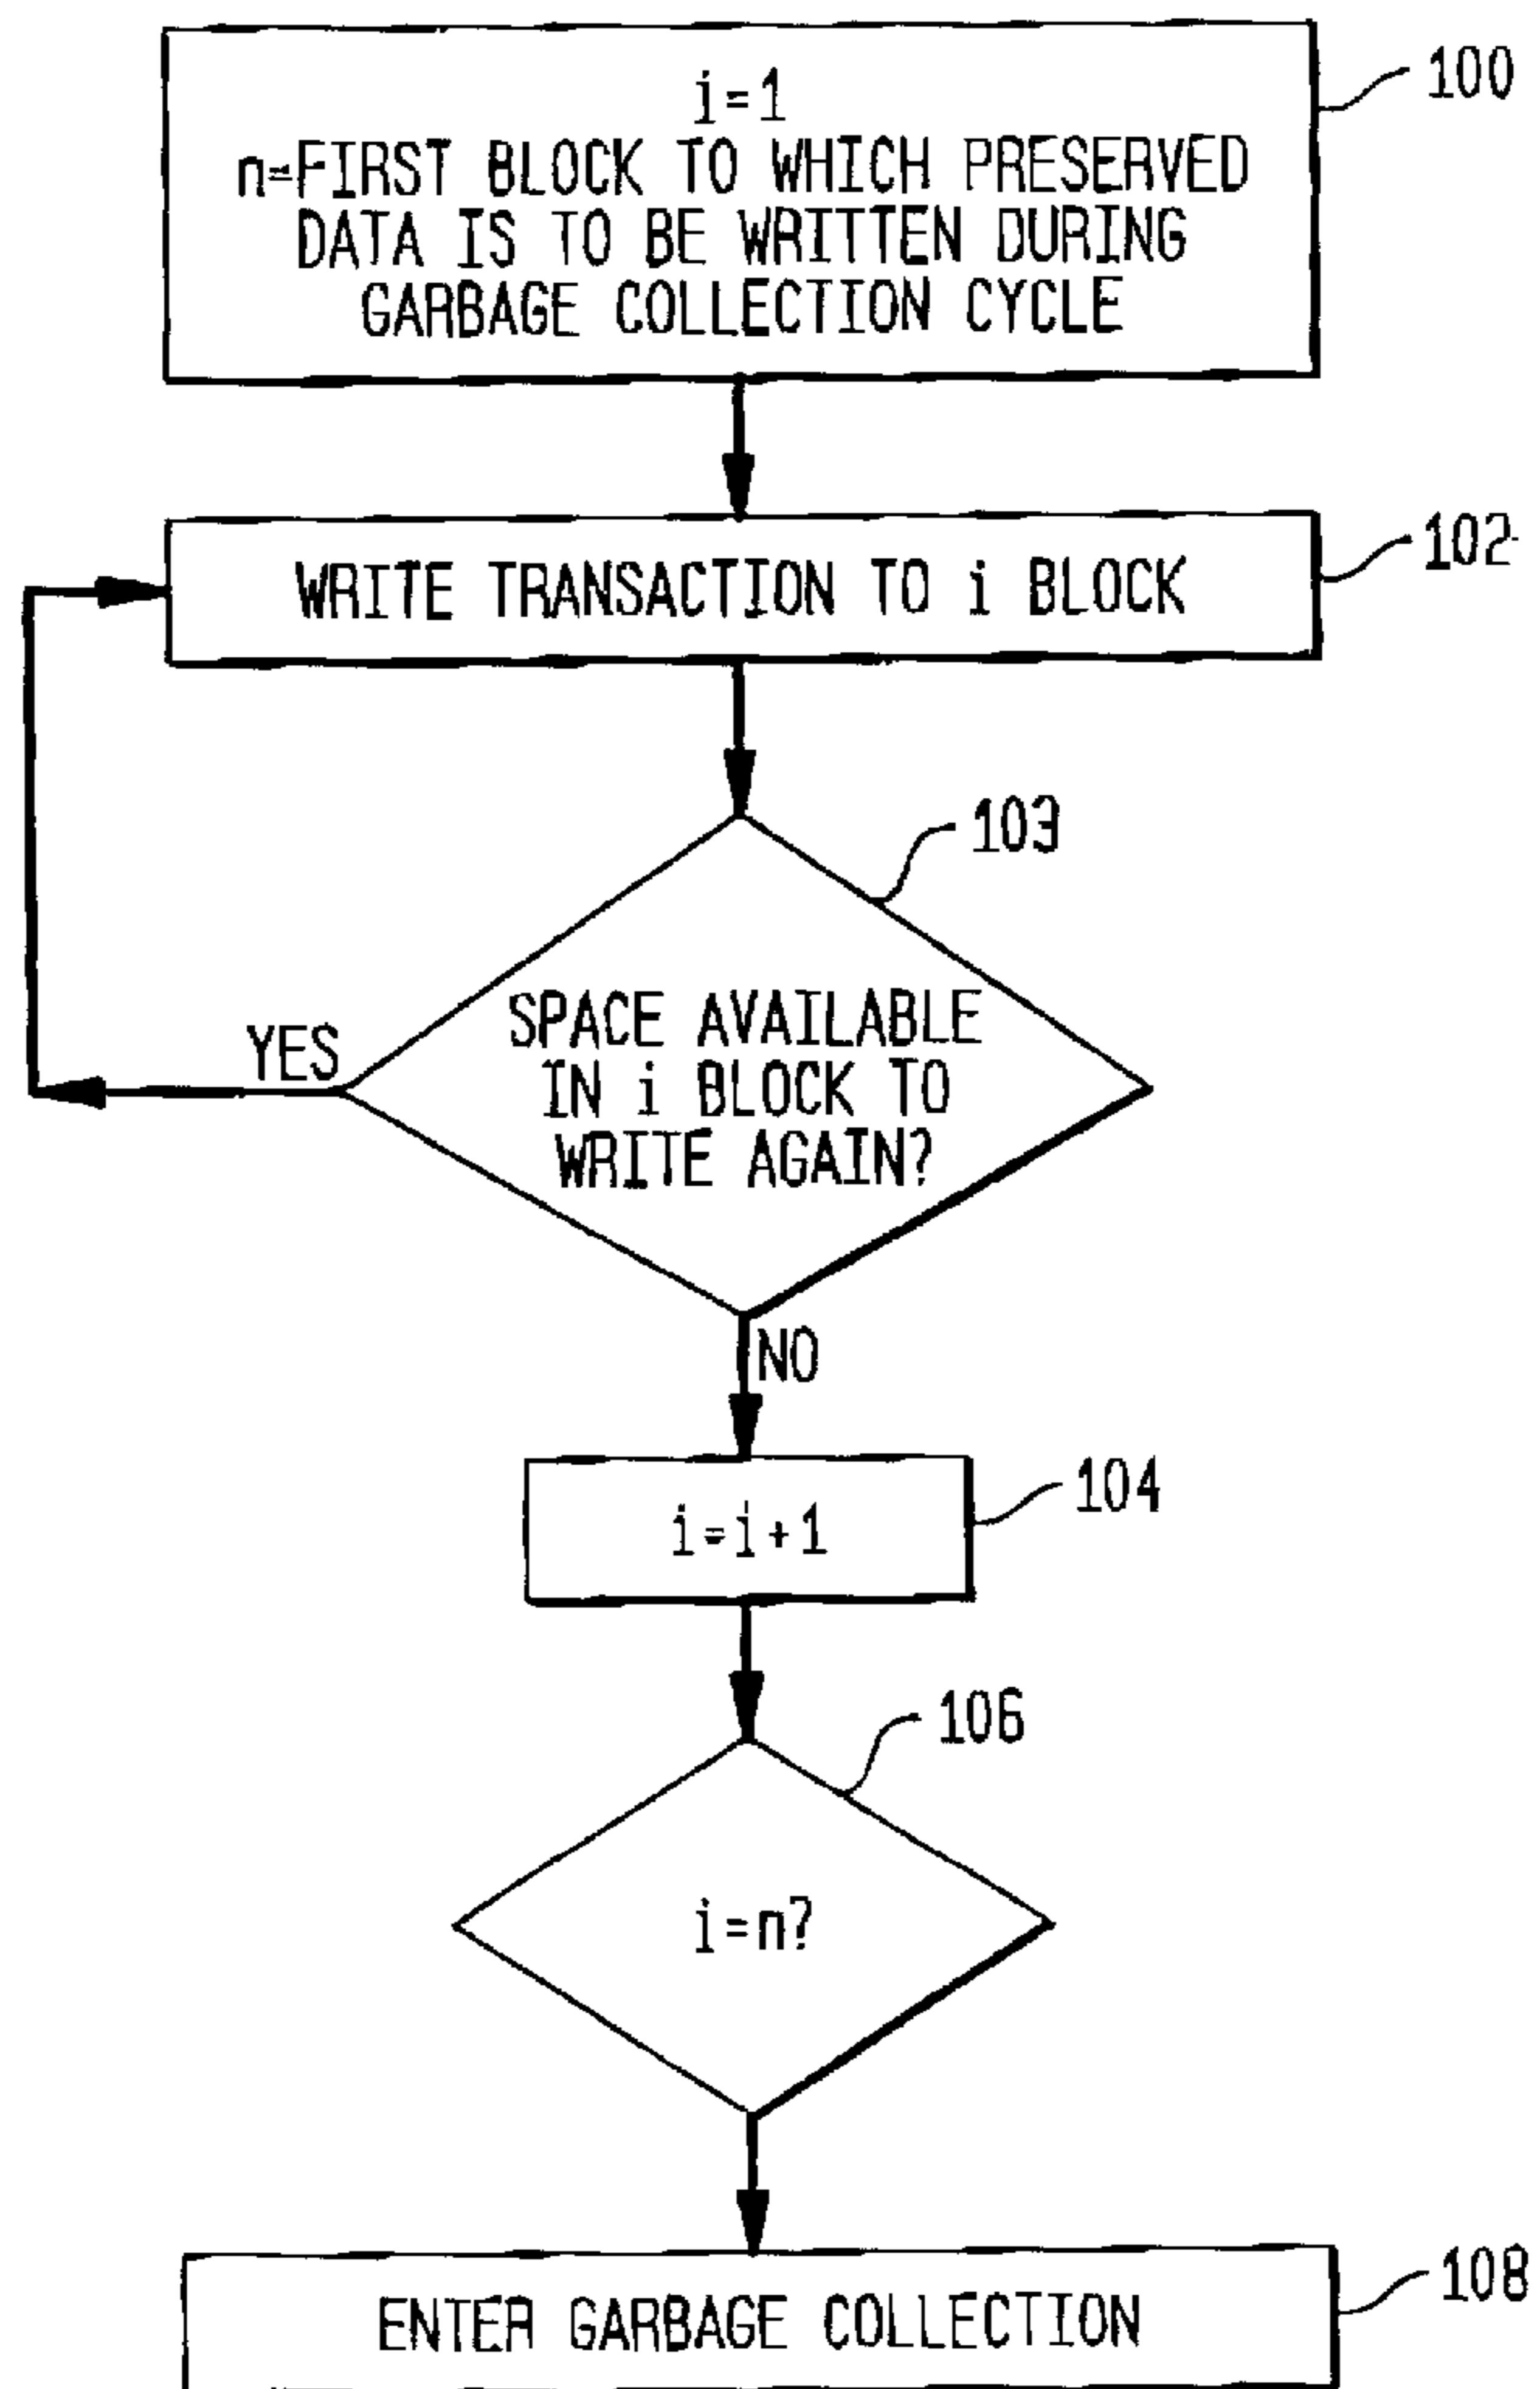 i=1
n=FIRST BLOCK TO WHICH PRESERVED
DATA IS TO BE WRITTEN DURING
GARBAGE COLLECTION CYCLE
100
WRITE TRANSACTION TO i BLOCK
102
103
SPACE AVAILABLE
IN i BLOCK TO
WRITE AGAIN?
YES
NO
i=i+1
104
106
i=n?
ENTER GARBAGE COLLECTION
108